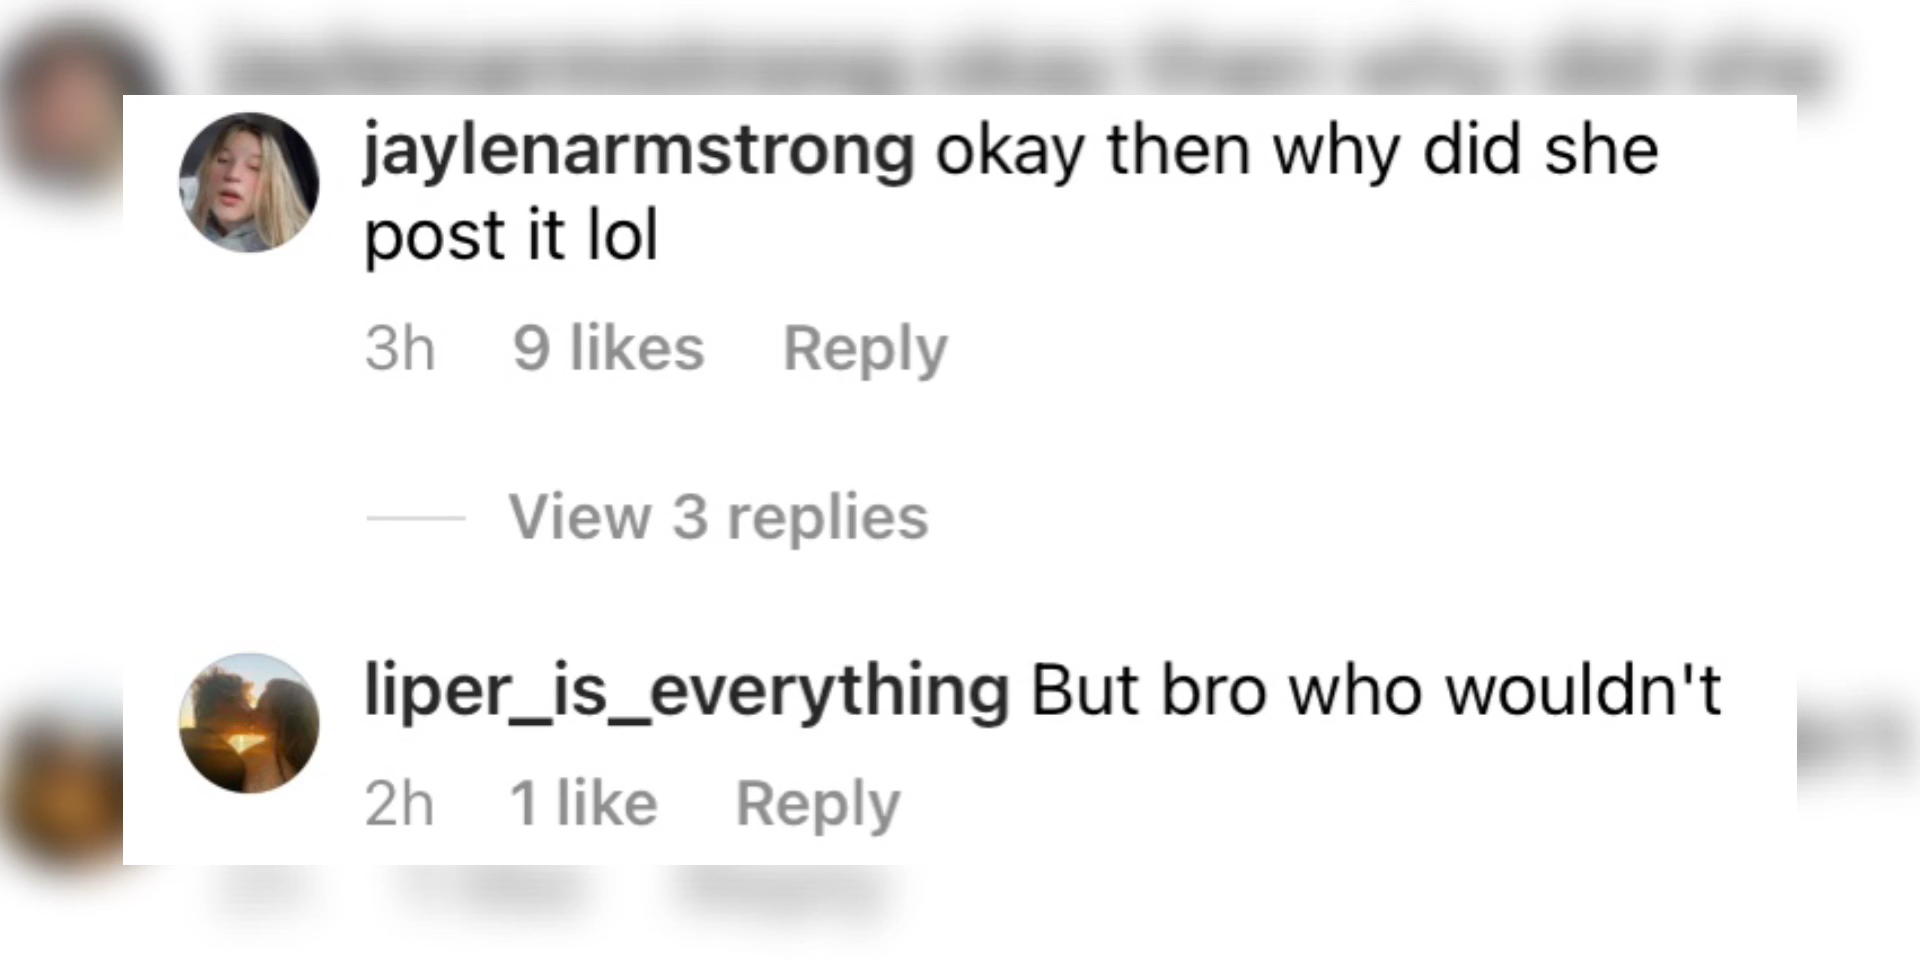 jaylenarmstrong okay then why did she
post it lol
3h 9 likes Reply
View 3 replies
liper_is_everything But bro who wouldn't
2h 1 like Reply